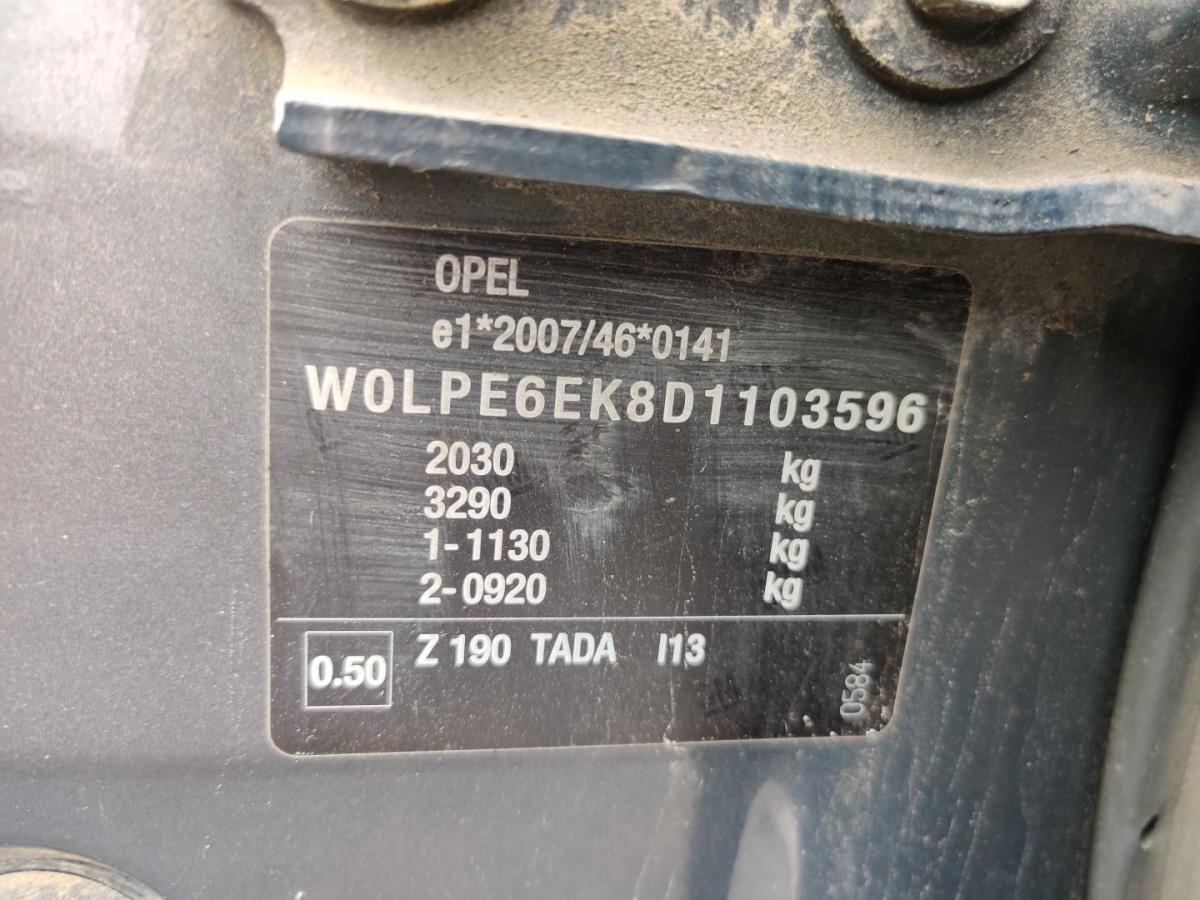 OPEL
e1*2007/46*0141
W0LPE6EK8D1103596
2030 kg
3290 kg
1-1130 kg
2-0920 kg
0.50 Z 190 TADA I13
0584